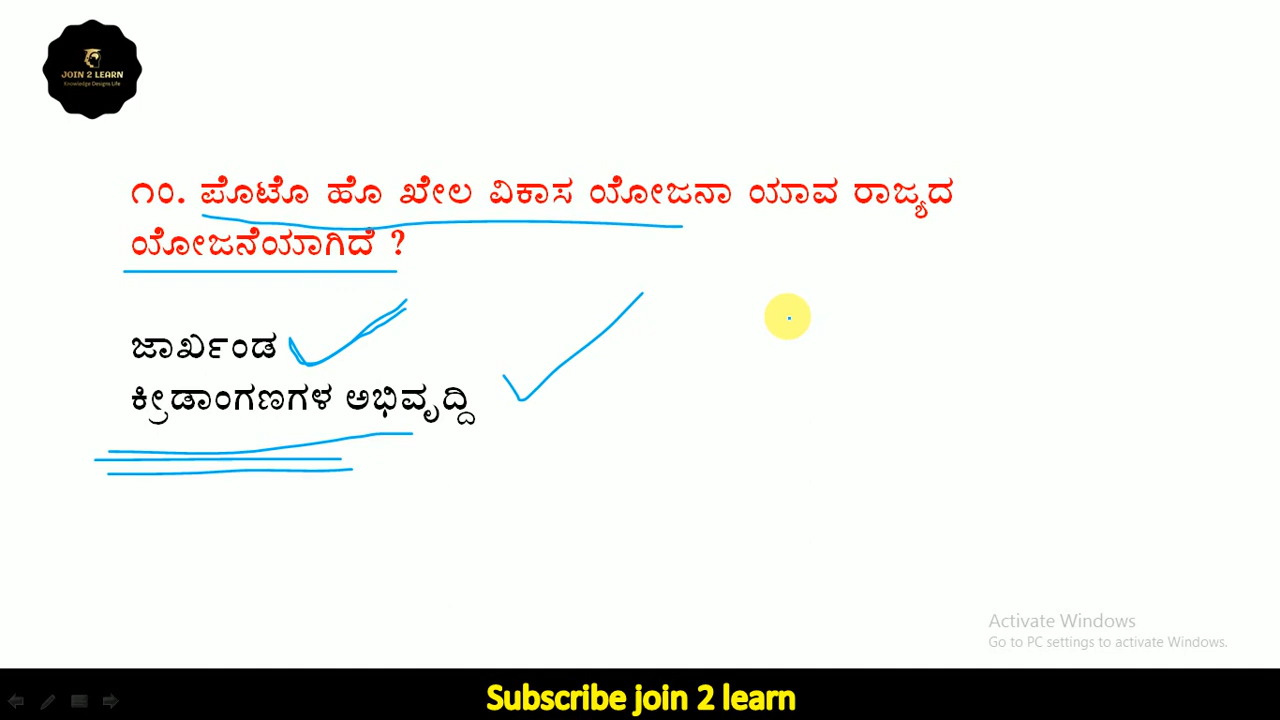 JOIN 2 LEARN
Knowledge Designs Life
೧೦. ಪೊಟೊ ಹೊ ಖೇಲ ವಿಕಾಸ ಯೋಜನಾ ಯಾವ ರಾಜ್ಯದ
ಯೋಜನೆಯಾಗಿದೆ ?
ಜಾರ್ಖಂಡ
ಕ್ರೀಡಾಂಗಣಗಳ ಅಭಿವೃದ್ದಿ
Activate Windows
Go to PC settings to activate Windows.
Subscribe join 2 learn